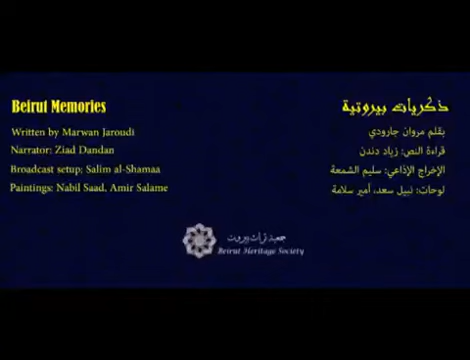 Beirut Memories
Written by Marwan Jaroudi
Narrator: Ziad Dandan
Broadcast setup: Salim al-Shamaa
Paintings: Nabil Saad, Amir Salame
ذكريات بيروتية
بقلم مروان جارودي
قراءة النص: زياد دندن
الإخراج الإذاعي: سليم الشمعة
لوحات: نبيل سعد، أمير سلامة
جمعية تراث بيروت
Beirut Heritage Society